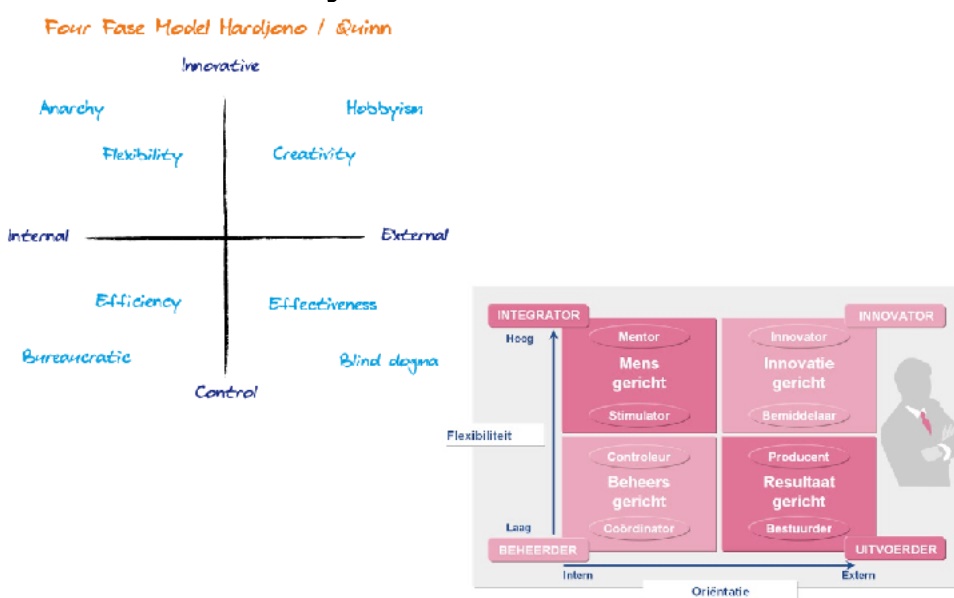 Four Fase Model Hardjono / Quinn
Innovative
Anarchy
Hobbyism
Flexibility
Creativity
Internal
External
Efficiency
Effectiveness
Bureaucratic
Blind dogma
Control
INTEGRATOR
INNOVATOR
Hoog
Mentor
Mens
gericht
Stimulator
Innovator
Innovatie
gericht
Bemiddelaar
Flexibiliteit
Controleur
Beheers
gericht
Coördinator
Producent
Resultaat
gericht
Bestuurder
Laag
BEHEERDER
UITVOERDER
Intern
Extern
Oriëntatie